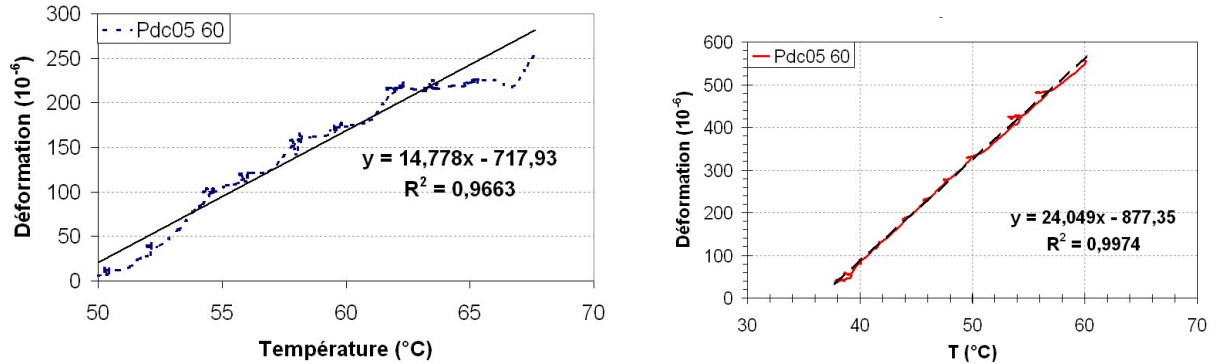 Pdc05 60
300
250
200
150
100
50
0
Déformation (10-6)
50 55 60 65 70
Température (°C)
y = 14,778x - 717,93
R2 = 0,9663
Pdc05 60
600
500
400
300
200
100
0
Déformation (10-6)
30 40 50 60 70
T (°C)
y = 24,049x - 877,35
R2 = 0,9974